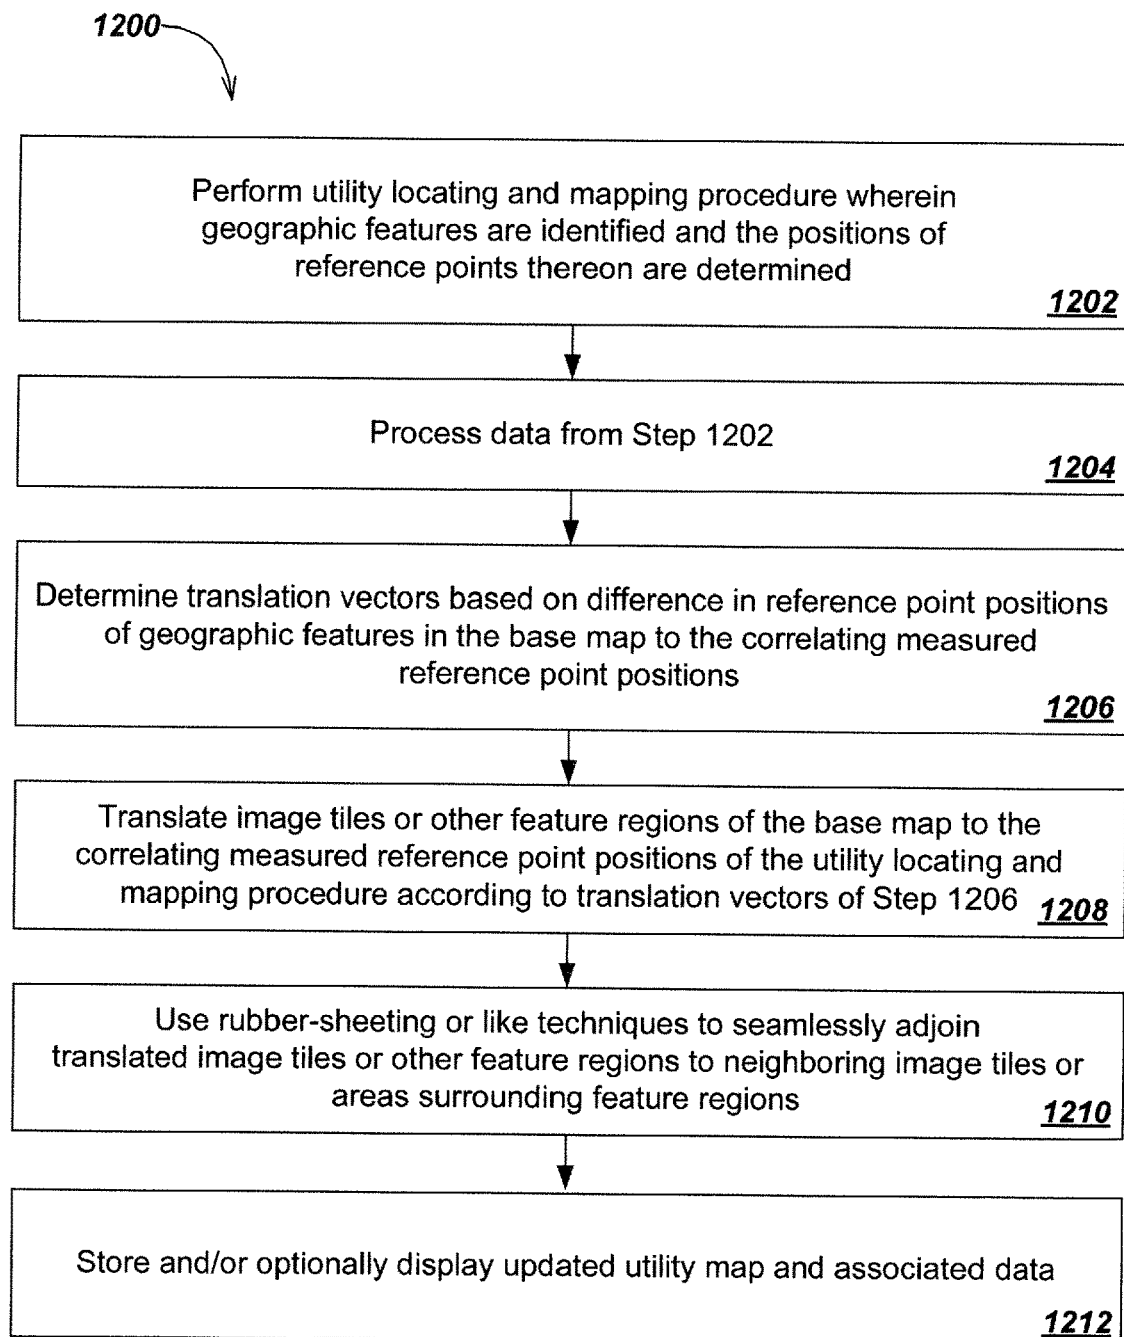 1200
Perform utility locating and mapping procedure wherein
geographic features are identified and the positions of
reference points thereon are determined
1202
Process data from Step 1202
1204
Determine translation vectors based on difference in reference point positions
of geographic features in the base map to the correlating measured
reference point positions
1206
Translate image tiles or other feature regions of the base map to the
correlating measured reference point positions of the utility locating and
mapping procedure according to translation vectors of Step 1206
1208
Use rubber-sheeting or like techniques to seamlessly adjoin
translated image tiles or other feature regions to neighboring image tiles or
areas surrounding feature regions
1210
Store and/or optionally display updated utility map and associated data
1212